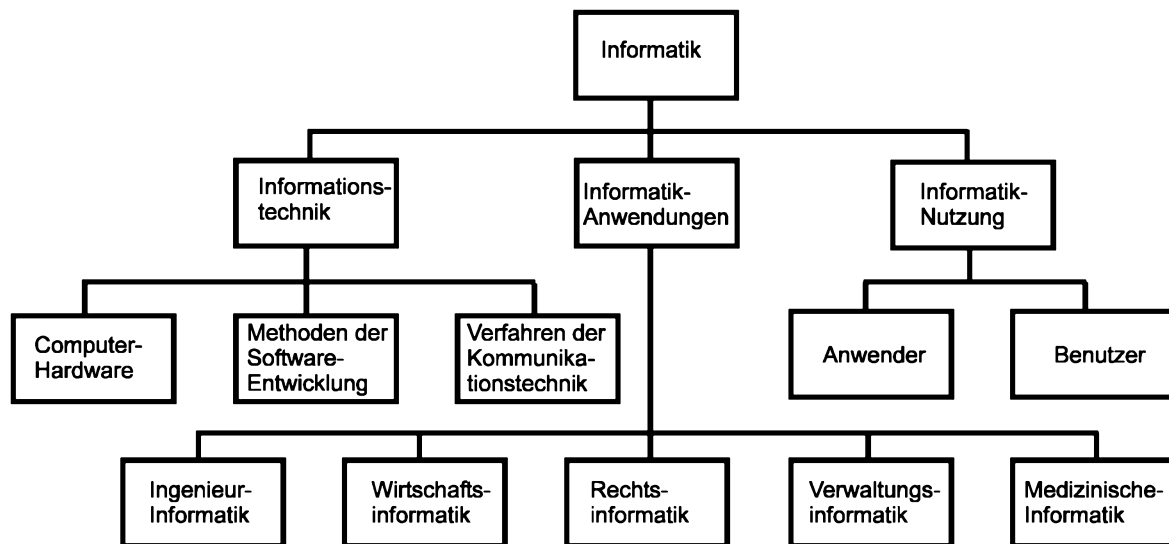 Informatik
Informations-
technik
Informatik-
Anwendungen
Informatik-
Nutzung
Computer-
Hardware
Methoden der
Software-
Entwicklung
Verfahren der
Kommunika-
tionstechnik
Anwender
Benutzer
Ingenieur-
Informatik
Wirtschafts-
informatik
Rechts-
informatik
Verwaltungs-
informatik
Medizinische-
Informatik